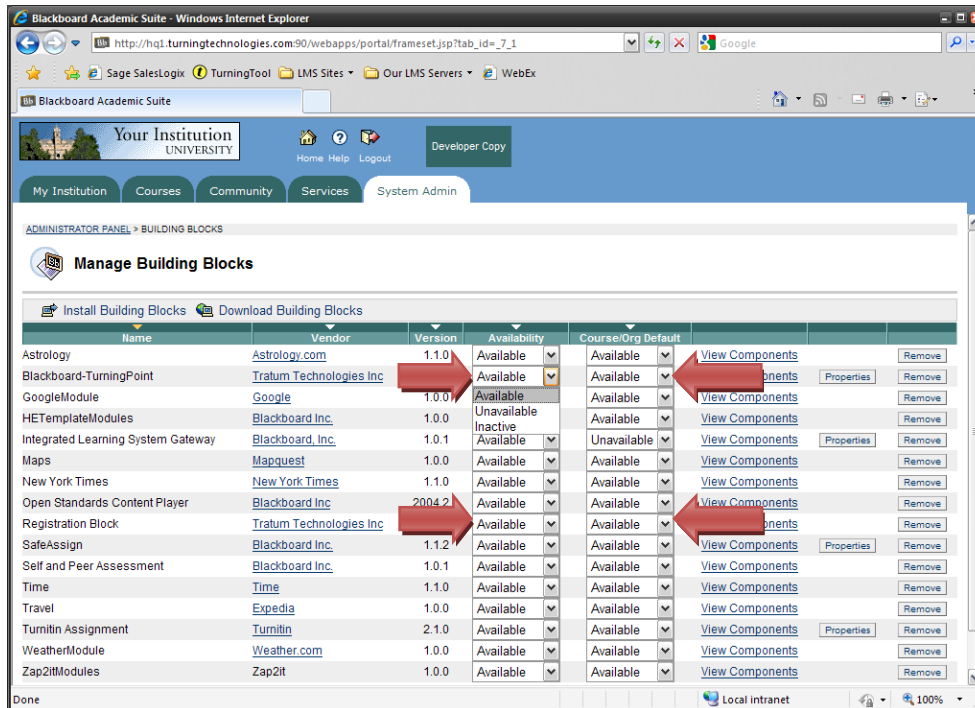 Blackboard Academic Suite - Windows Internet Explorer
http://hq1.turningtechnologies.com:90/webapps/portal/frameset.jsp?tab_id=_7_1 Google
Sage SalesLogix TurningTool LMS Sites Our LMS Servers WebEx
Blackboard Academic Suite
Your Institution
UNIVERSITY
Home Help Logout
Developer Copy
My Institution Courses Community Services System Admin
ADMINISTRATOR PANEL > BUILDING BLOCKS
Manage Building Blocks
Install Building Blocks Download Building Blocks
Name Vendor Version Availability Course/Org Default
Astrology Astrology.com 1.1.0 Available Available View Components Remove
Blackboard-TurningPoint Tratum Technologies Inc Available Available Components Properties Remove
GoogleModule Google 1.0.0 Available Available View Components Remove
HETemplateModules Blackboard Inc. 1.0.0 Unavailable Available View Components Remove
Inactive
Integrated Learning System Gateway Blackboard, Inc. 1.0.1 Available Unavailable View Components Properties Remove
Maps Mapquest 1.0.0 Available Available View Components Remove
New York Times New York Times 1.1.0 Available Available View Components Remove
Open Standards Content Player Blackboard Inc 2004.2 Available Available View Components Remove
Registration Block Tratum Technologies Inc Available Available Remove
SafeAssign Blackboard Inc. 1.1.2 Available Available View Components Properties Remove
Self and Peer Assessment Blackboard Inc. 1.0.1 Available Available View Components Remove
Time Time 1.1.0 Available Available View Components Remove
Travel Expedia 1.0.0 Available Available View Components Remove
Turnitin Assignment Turnitin 2.1.0 Available Available View Components Properties Remove
WeatherModule Weather.com 1.0.0 Available Available View Components Remove
Zap2itModules Zap2it 1.0.0 Available Available View Components Remove
Done Local intranet 100%